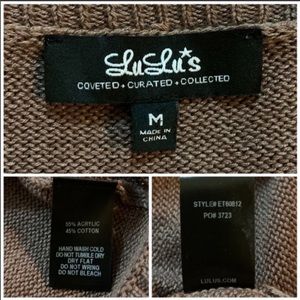 LuLu*s
COVETED + CURATED + COLLECTED
M
MADE IN
CHINA
55% ACRYLIC
45% COTTON
HAND WASH COLD
DO NOT TUMBLE DRY
DRY FLAT
DO NOT WRING
DO NOT BLEACH
STYLE# ET60812
PO# 3723
LULUS.COM